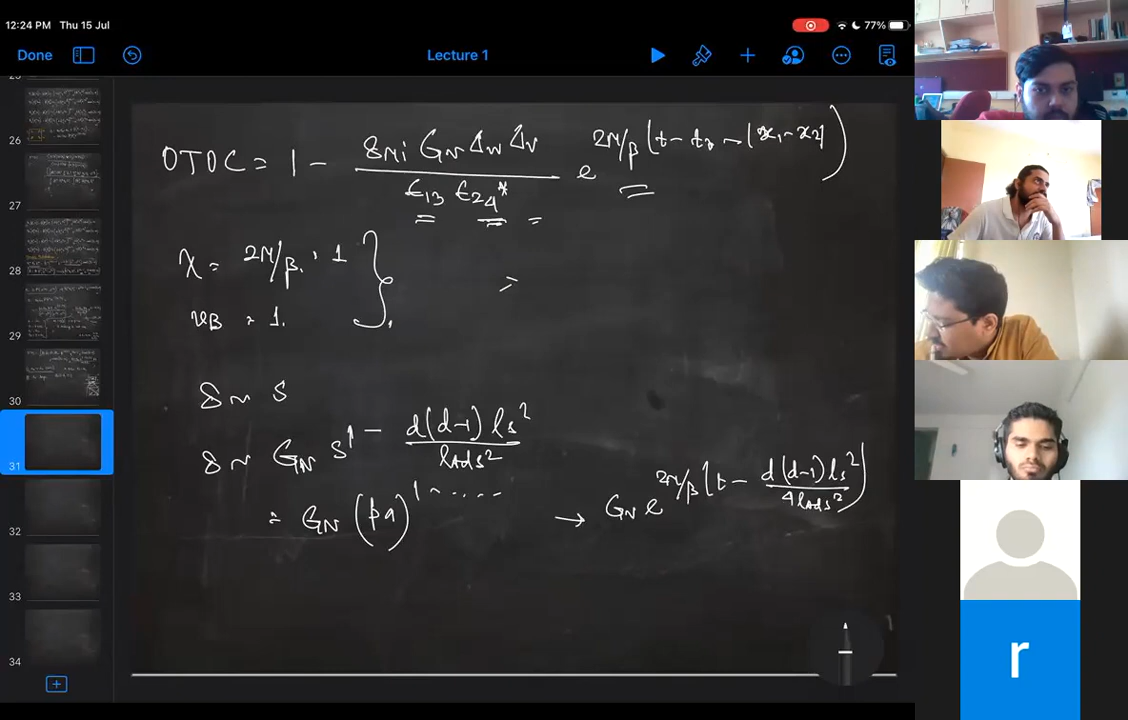 12:24 PM Thu 15 Jul
77%
Done
Lecture 1
26
27
28
29
30
31
32
33
34
OTOC = 1 - 8πi G_N Δ_W Δ_V / ε_13 ε_24* e^{2π/β (t - t_* - |x_1 - x_2|)}
λ = 2π/β · 1
v_B = 1.
δ ~ s
δ ~ G_N s^{1 - d(d-1) l_s^2 / l_AdS^2}
= G_N (pq)^{1 - ....} → G_N e^{2π/β (t - d(d-1) l_s^2 / 4 l_AdS^2)}
r